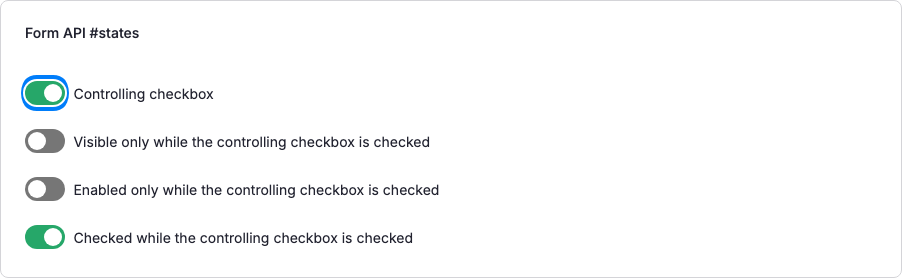 Form API #states
Controlling checkbox
Visible only while the controlling checkbox is checked
Enabled only while the controlling checkbox is checked
Checked while the controlling checkbox is checked